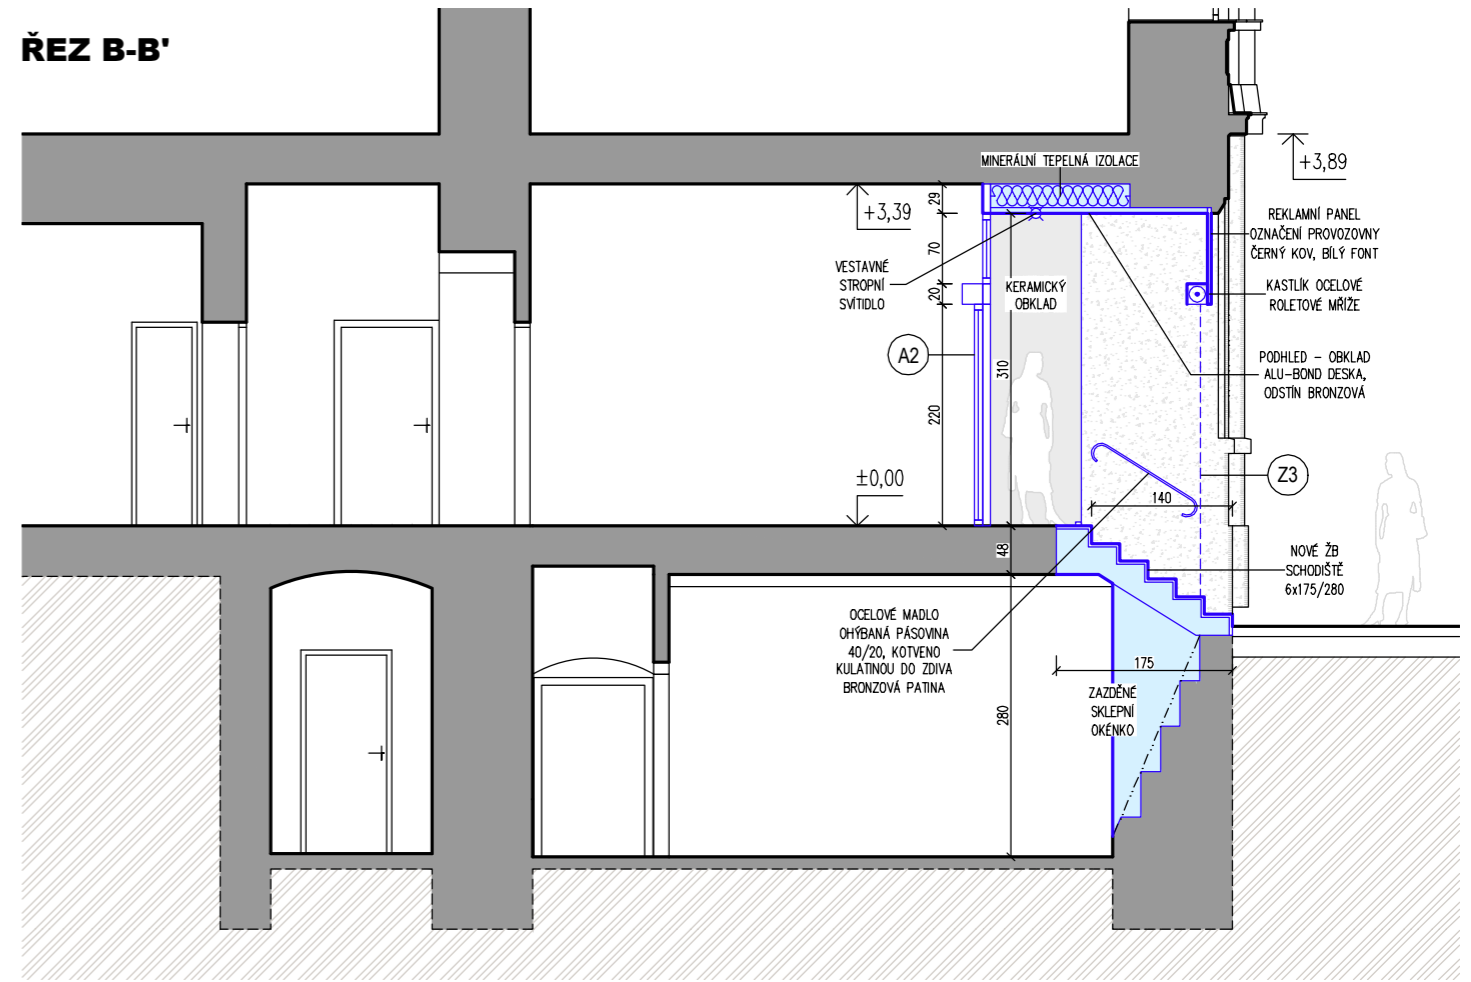 ŘEZ B-B'
MINERÁLNÍ TEPELNÁ IZOLACE
+3,89
29
+3,39
REKLAMNÍ PANEL
OZNAČENÍ PROVOZOVNY
ČERNÝ KOV, BÍLÝ FONT
70
VESTAVNÉ
STROPNÍ
SVÍTIDLO
20
KERAMICKÝ
OBKLAD
KASTLÍK OCELOVÉ
ROLETOVÉ MŘÍŽE
A2
310
220
PODHLED - OBKLAD
ALU-BOND DESKA,
ODSTÍN BRONZOVÁ
±0,00
140
Z3
48
NOVÉ ŽB
SCHODIŠTĚ
6x175/280
OCELOVÉ MADLO
OHÝBANÁ PÁSOVINA
40/20, KOTVENO
KULATINOU DO ZDIVA
BRONZOVÁ PATINA
175
280
ZAZDĚNÉ
SKLEPNÍ
OKÉNKO